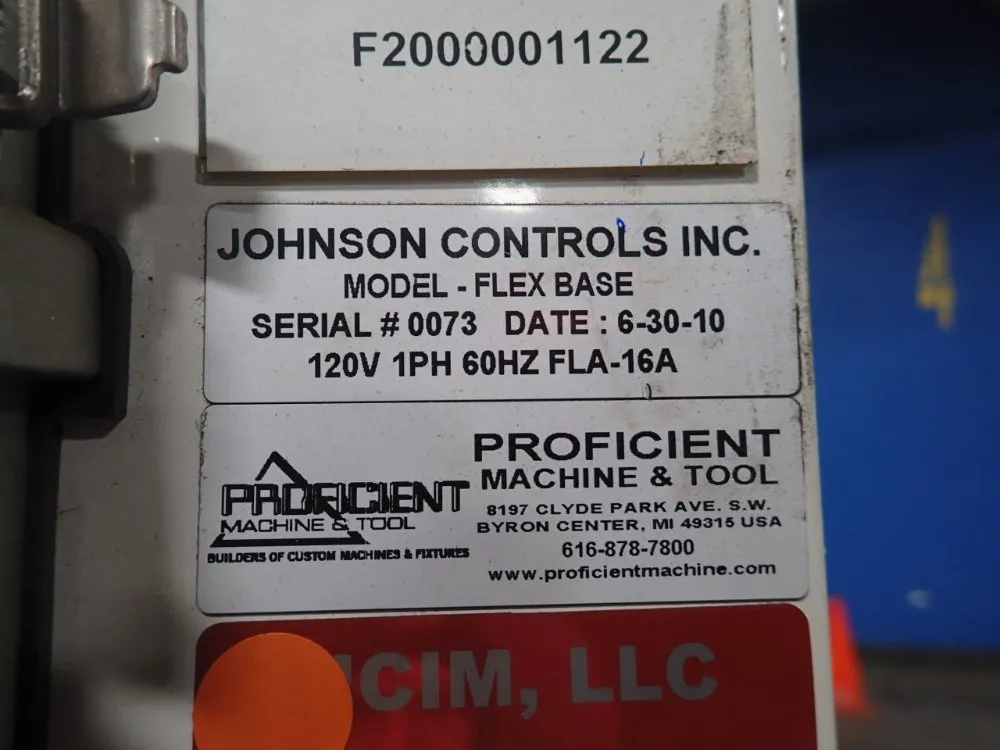 F2000001122
JOHNSON CONTROLS INC.
MODEL - FLEX BASE
SERIAL # 0073 DATE : 6-30-10
120V 1PH 60HZ FLA-16A
PROFICIENT
MACHINE & TOOL
BUILDERS OF CUSTOM MACHINES & FIXTURES
PROFICIENT
MACHINE & TOOL
8197 CLYDE PARK AVE. S.W.
BYRON CENTER, MI 49315 USA
616-878-7800
www.proficientmachine.com
LLC
4